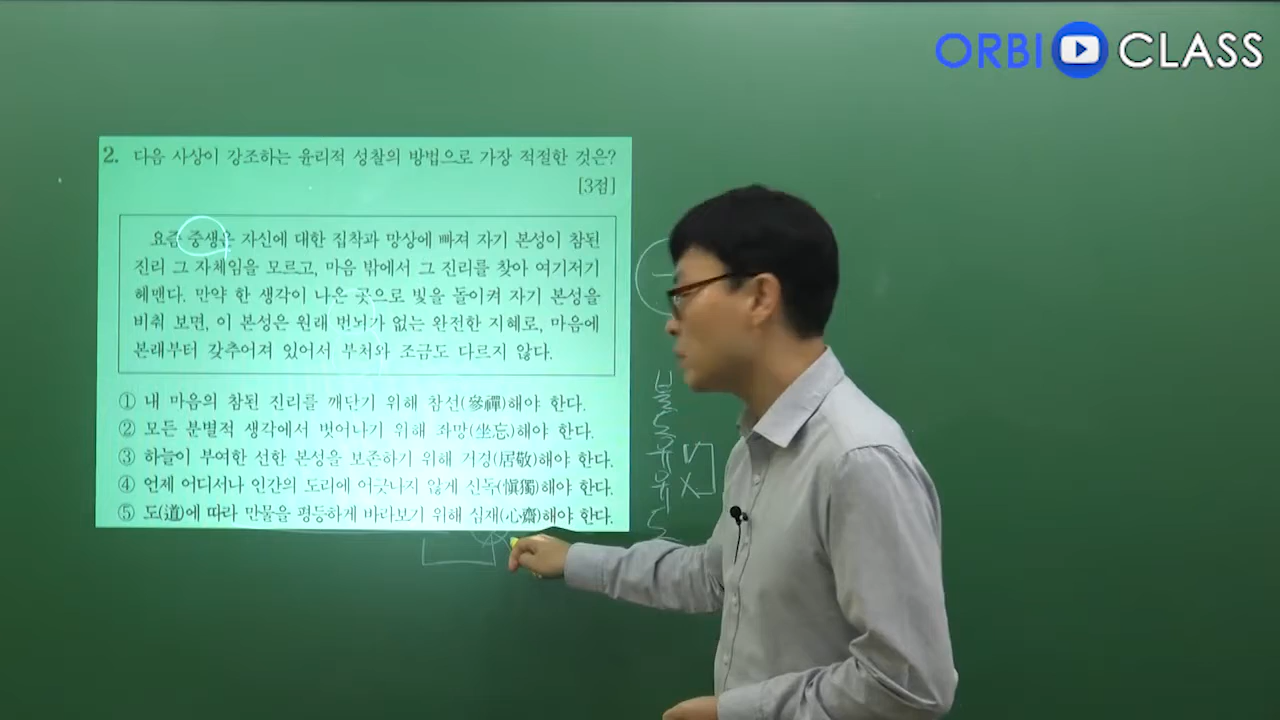 ORBI CLASS
2. 다음 사상이 강조하는 윤리적 성찰의 방법으로 가장 적절한 것은?
[3점]
요즘 중생은 자신에 대한 집착과 망상에 빠져 자기 본성이 참된
진리 그 자체임을 모르고, 마음 밖에서 그 진리를 찾아 여기저기
헤맨다. 만약 한 생각이 나온 곳으로 빛을 돌이켜 자기 본성을
비춰 보면, 이 본성은 원래 번뇌가 없는 완전한 지혜로, 마음에
본래부터 갖추어져 있어서 부처와 조금도 다르지 않다.
① 내 마음의 참된 진리를 깨닫기 위해 참선(參禪)해야 한다.
② 모든 분별적 생각에서 벗어나기 위해 좌망(坐忘)해야 한다.
③ 하늘이 부여한 선한 본성을 보존하기 위해 거경(居敬)해야 한다.
④ 언제 어디서나 인간의 도리에 어긋나지 않게 신독(愼獨)해야 한다.
⑤ 도(道)에 따라 만물을 평등하게 바라보기 위해 심재(心齋)해야 한다.
불
도
유 V
유 X
도